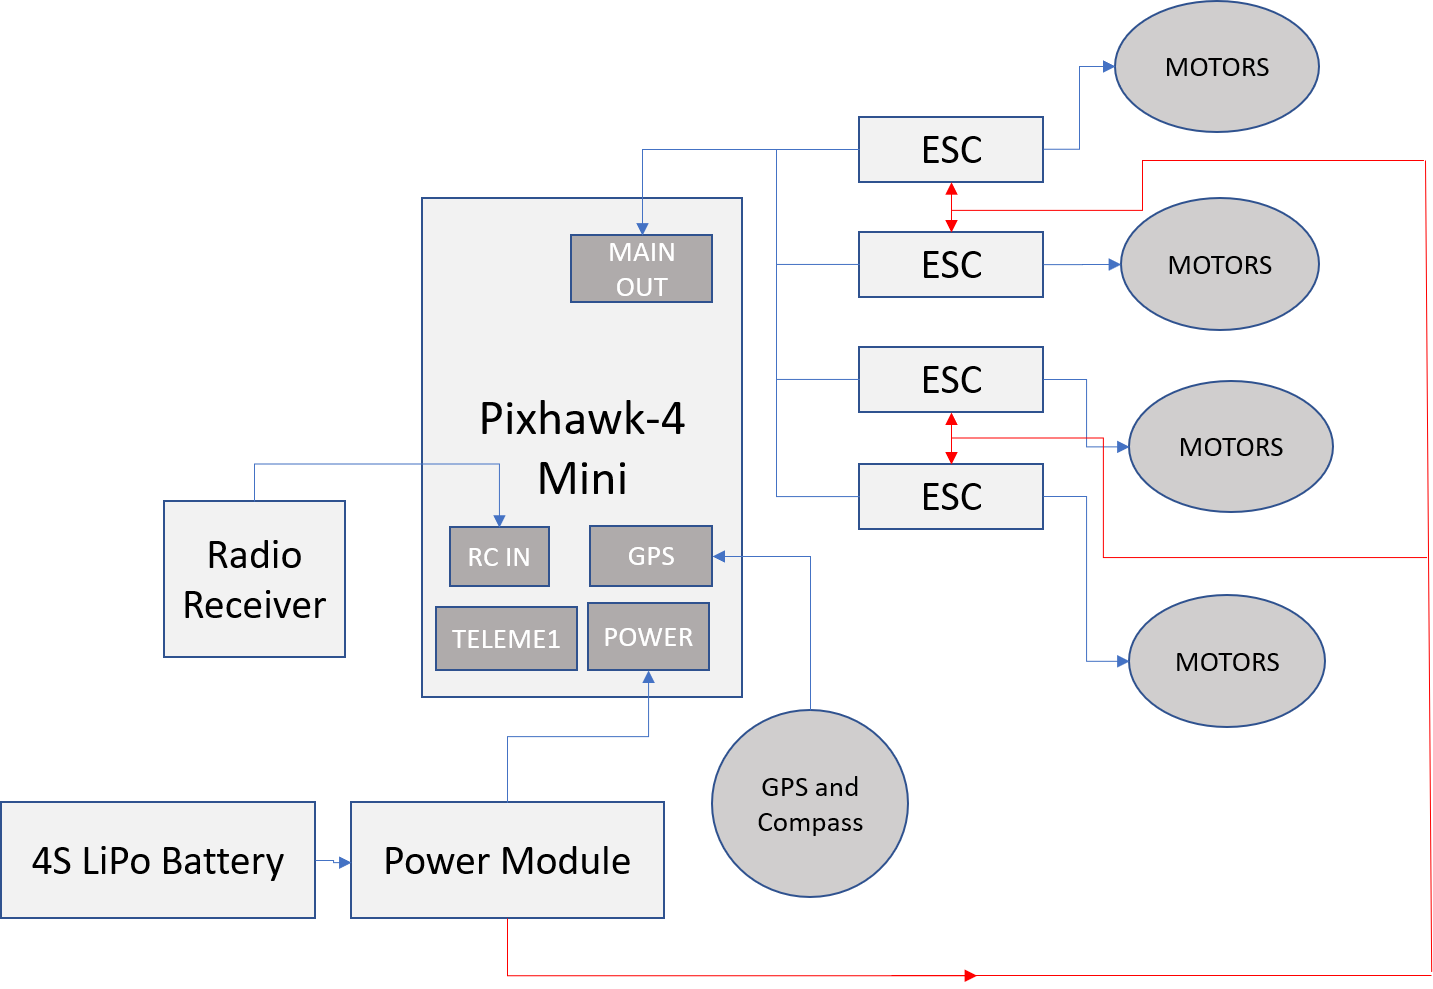 MOTORS
ESC
MAIN
OUT
ESC
MOTORS
ESC
Pixhawk-4
Mini
MOTORS
ESC
Radio
Receiver
RC IN
GPS
TELEME1
POWER
MOTORS
GPS and
Compass
4S LiPo Battery
Power Module